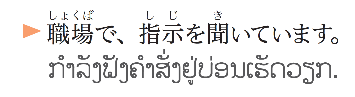 しょくば しじ き
職場で、指示を聞いています。
ກຳລັງຟັງຄຳສັ່ງຢູ່ບ່ອນເຮັດວຽກ.